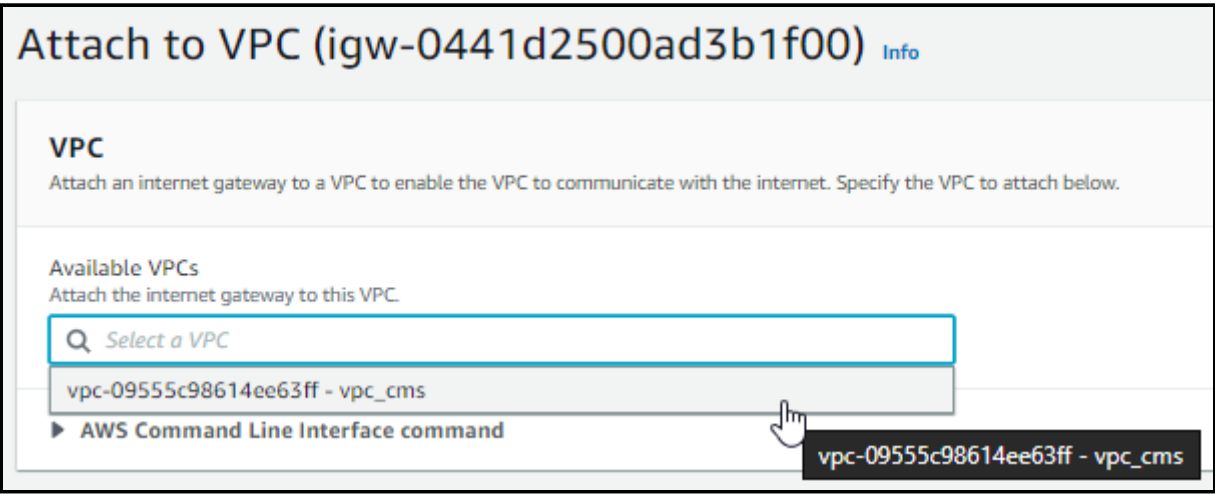 Attach to VPC (igw-0441d2500ad3b1f00) Info
VPC
Attach an internet gateway to a VPC to enable the VPC to communicate with the internet. Specify the VPC to attach below.
Available VPCs
Attach the internet gateway to this VPC.
Select a VPC
vpc-09555c98614ee63ff - vpc_cms
AWS Command Line Interface command
vpc-09555c98614ee63ff - vpc_cms